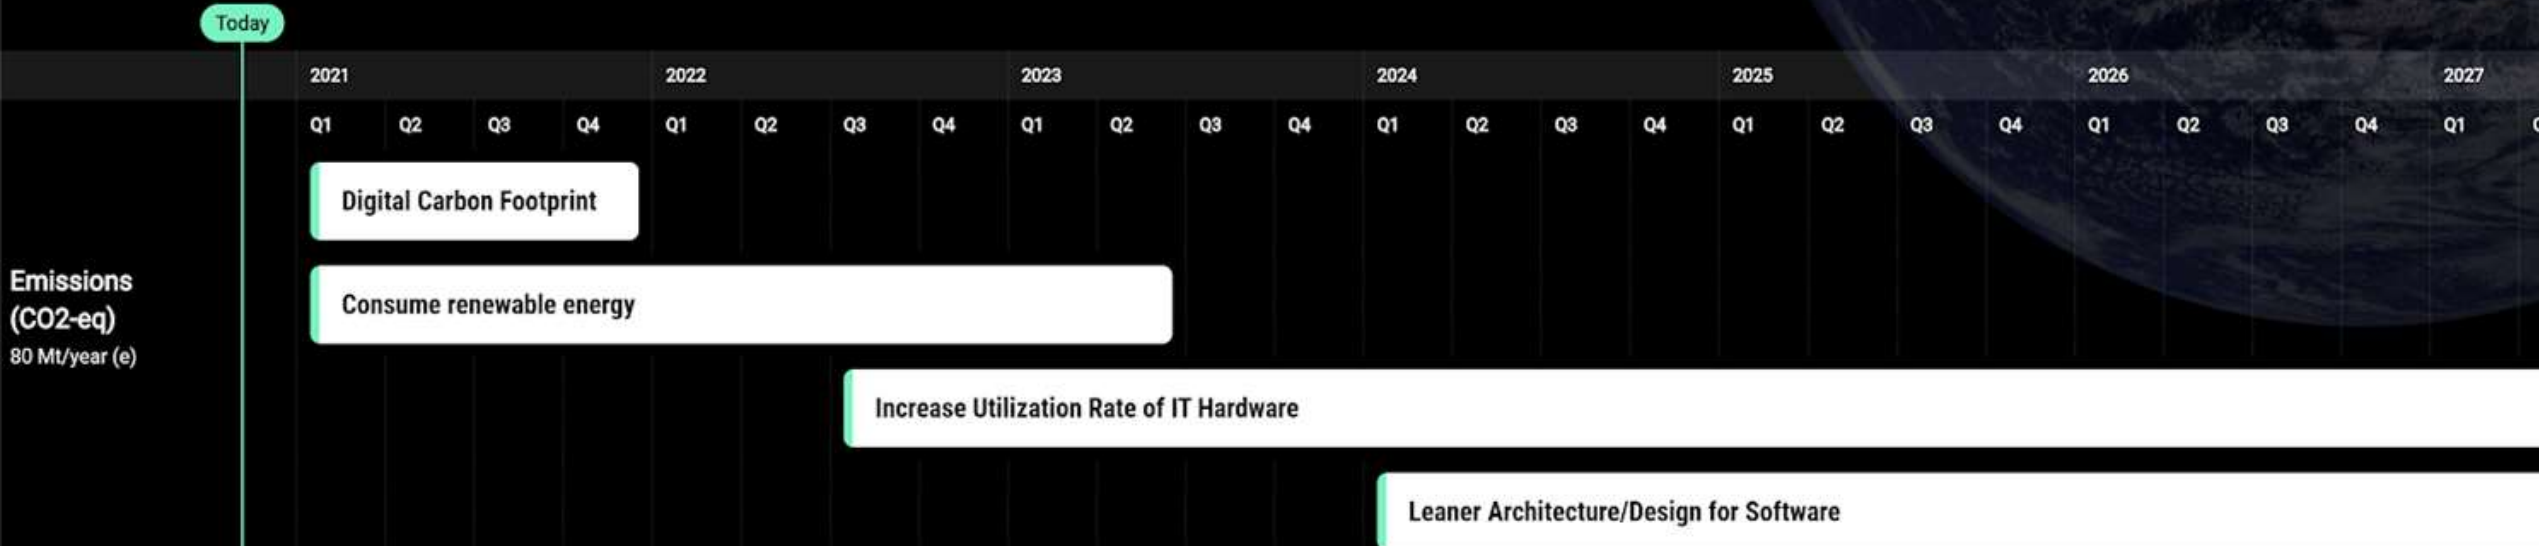 Today
2021 2022 2023 2024 2025 2026 2027
Q1 Q2 Q3 Q4 Q1 Q2 Q3 Q4 Q1 Q2 Q3 Q4 Q1 Q2 Q3 Q4 Q1 Q2 Q3 Q4 Q1 Q2 Q3 Q4 Q1
Digital Carbon Footprint
Emissions
(CO2-eq)
80 Mt/year (e)
Consume renewable energy
Increase Utilization Rate of IT Hardware
Leaner Architecture/Design for Software